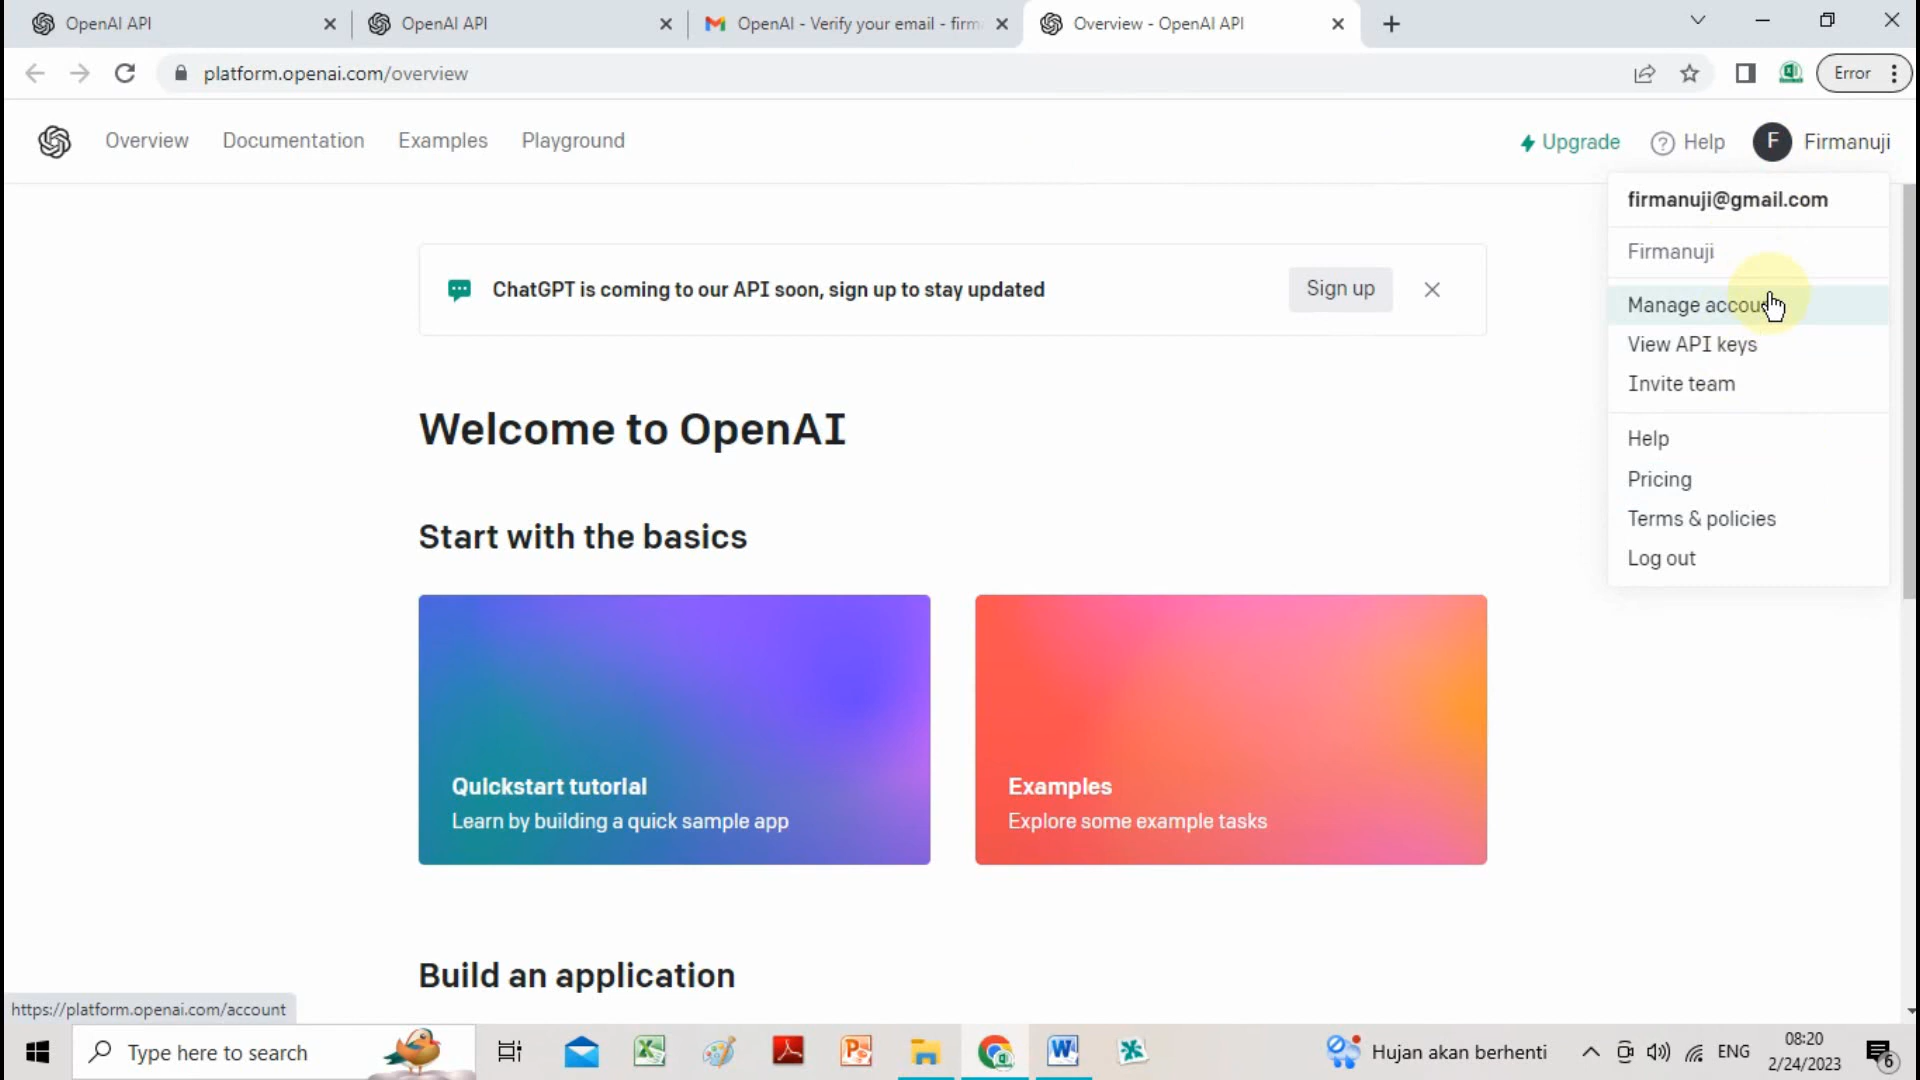 OpenAI API
OpenAI API
OpenAI - Verify your email - firm
Overview - OpenAI API
platform.openai.com/overview
Error
Overview
Documentation
Examples
Playground
Upgrade
Help
F
Firmanuji
firmanuji@gmail.com
Firmanuji
Manage accou
View API keys
Invite team
Help
Pricing
Terms & policies
Log out
ChatGPT is coming to our API soon, sign up to stay updated
Sign up
Welcome to OpenAI
Start with the basics
Quickstart tutorial
Learn by building a quick sample app
Examples
Explore some example tasks
Build an application
https://platform.openai.com/account
Type here to search
Hujan akan berhenti
ENG
08:20
2/24/2023
6